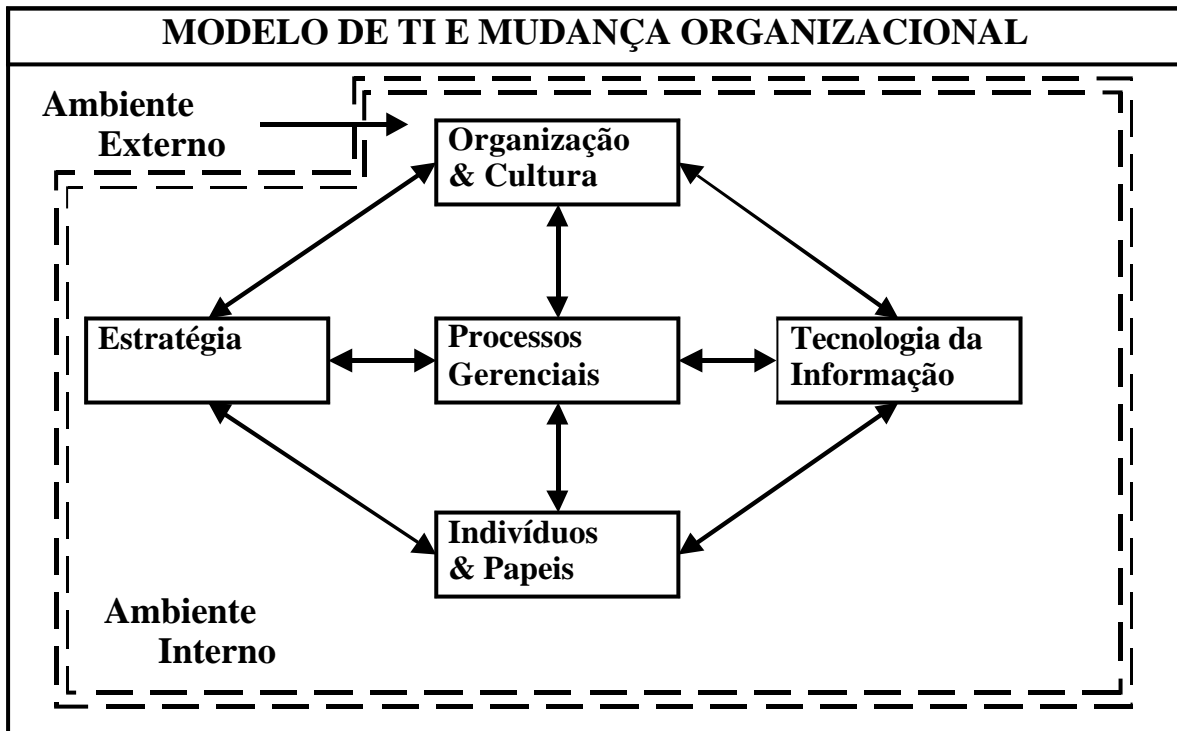 MODELO DE TI E MUDANÇA ORGANIZACIONAL
Ambiente
Externo
Organização
& Cultura
Estratégia
Processos
Gerenciais
Tecnologia da
Informação
Indivíduos
& Papeis
Ambiente
Interno